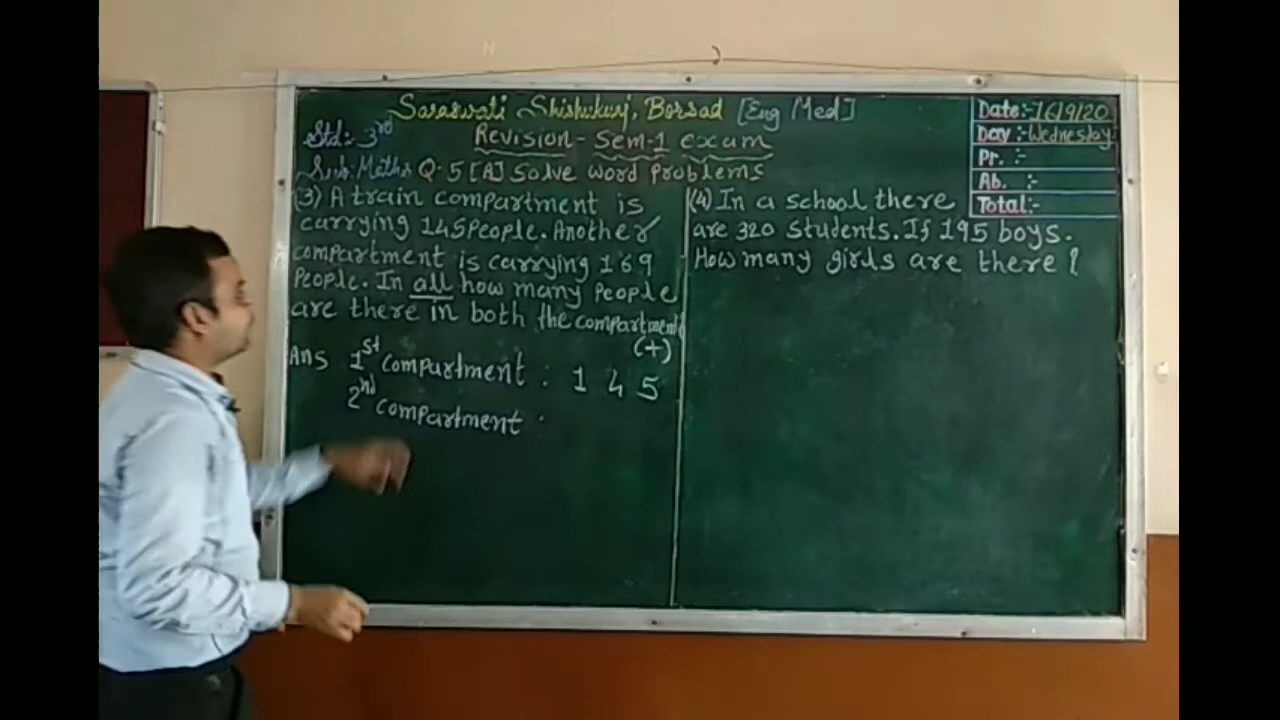 Saraswati Shishukunj, Borsad [Eng Med]
Std:- 3rd
Revision - Sem-1 exam
Sub: Maths Q-5 [A] Solve word problems
Date:- 16/9/20
Day:- Wednesday
Pr. :-
Ab. :-
Total:-
(3) A train compartment is
carrying 145 People. Another
compartment is carrying 169
People. In all how many People
are there in both the compartment
(+)
Ans 1st compartment : 1 4 5
2nd compartment :
(4) In a school there
are 320 students. If 195 boys.
How many girls are there ?